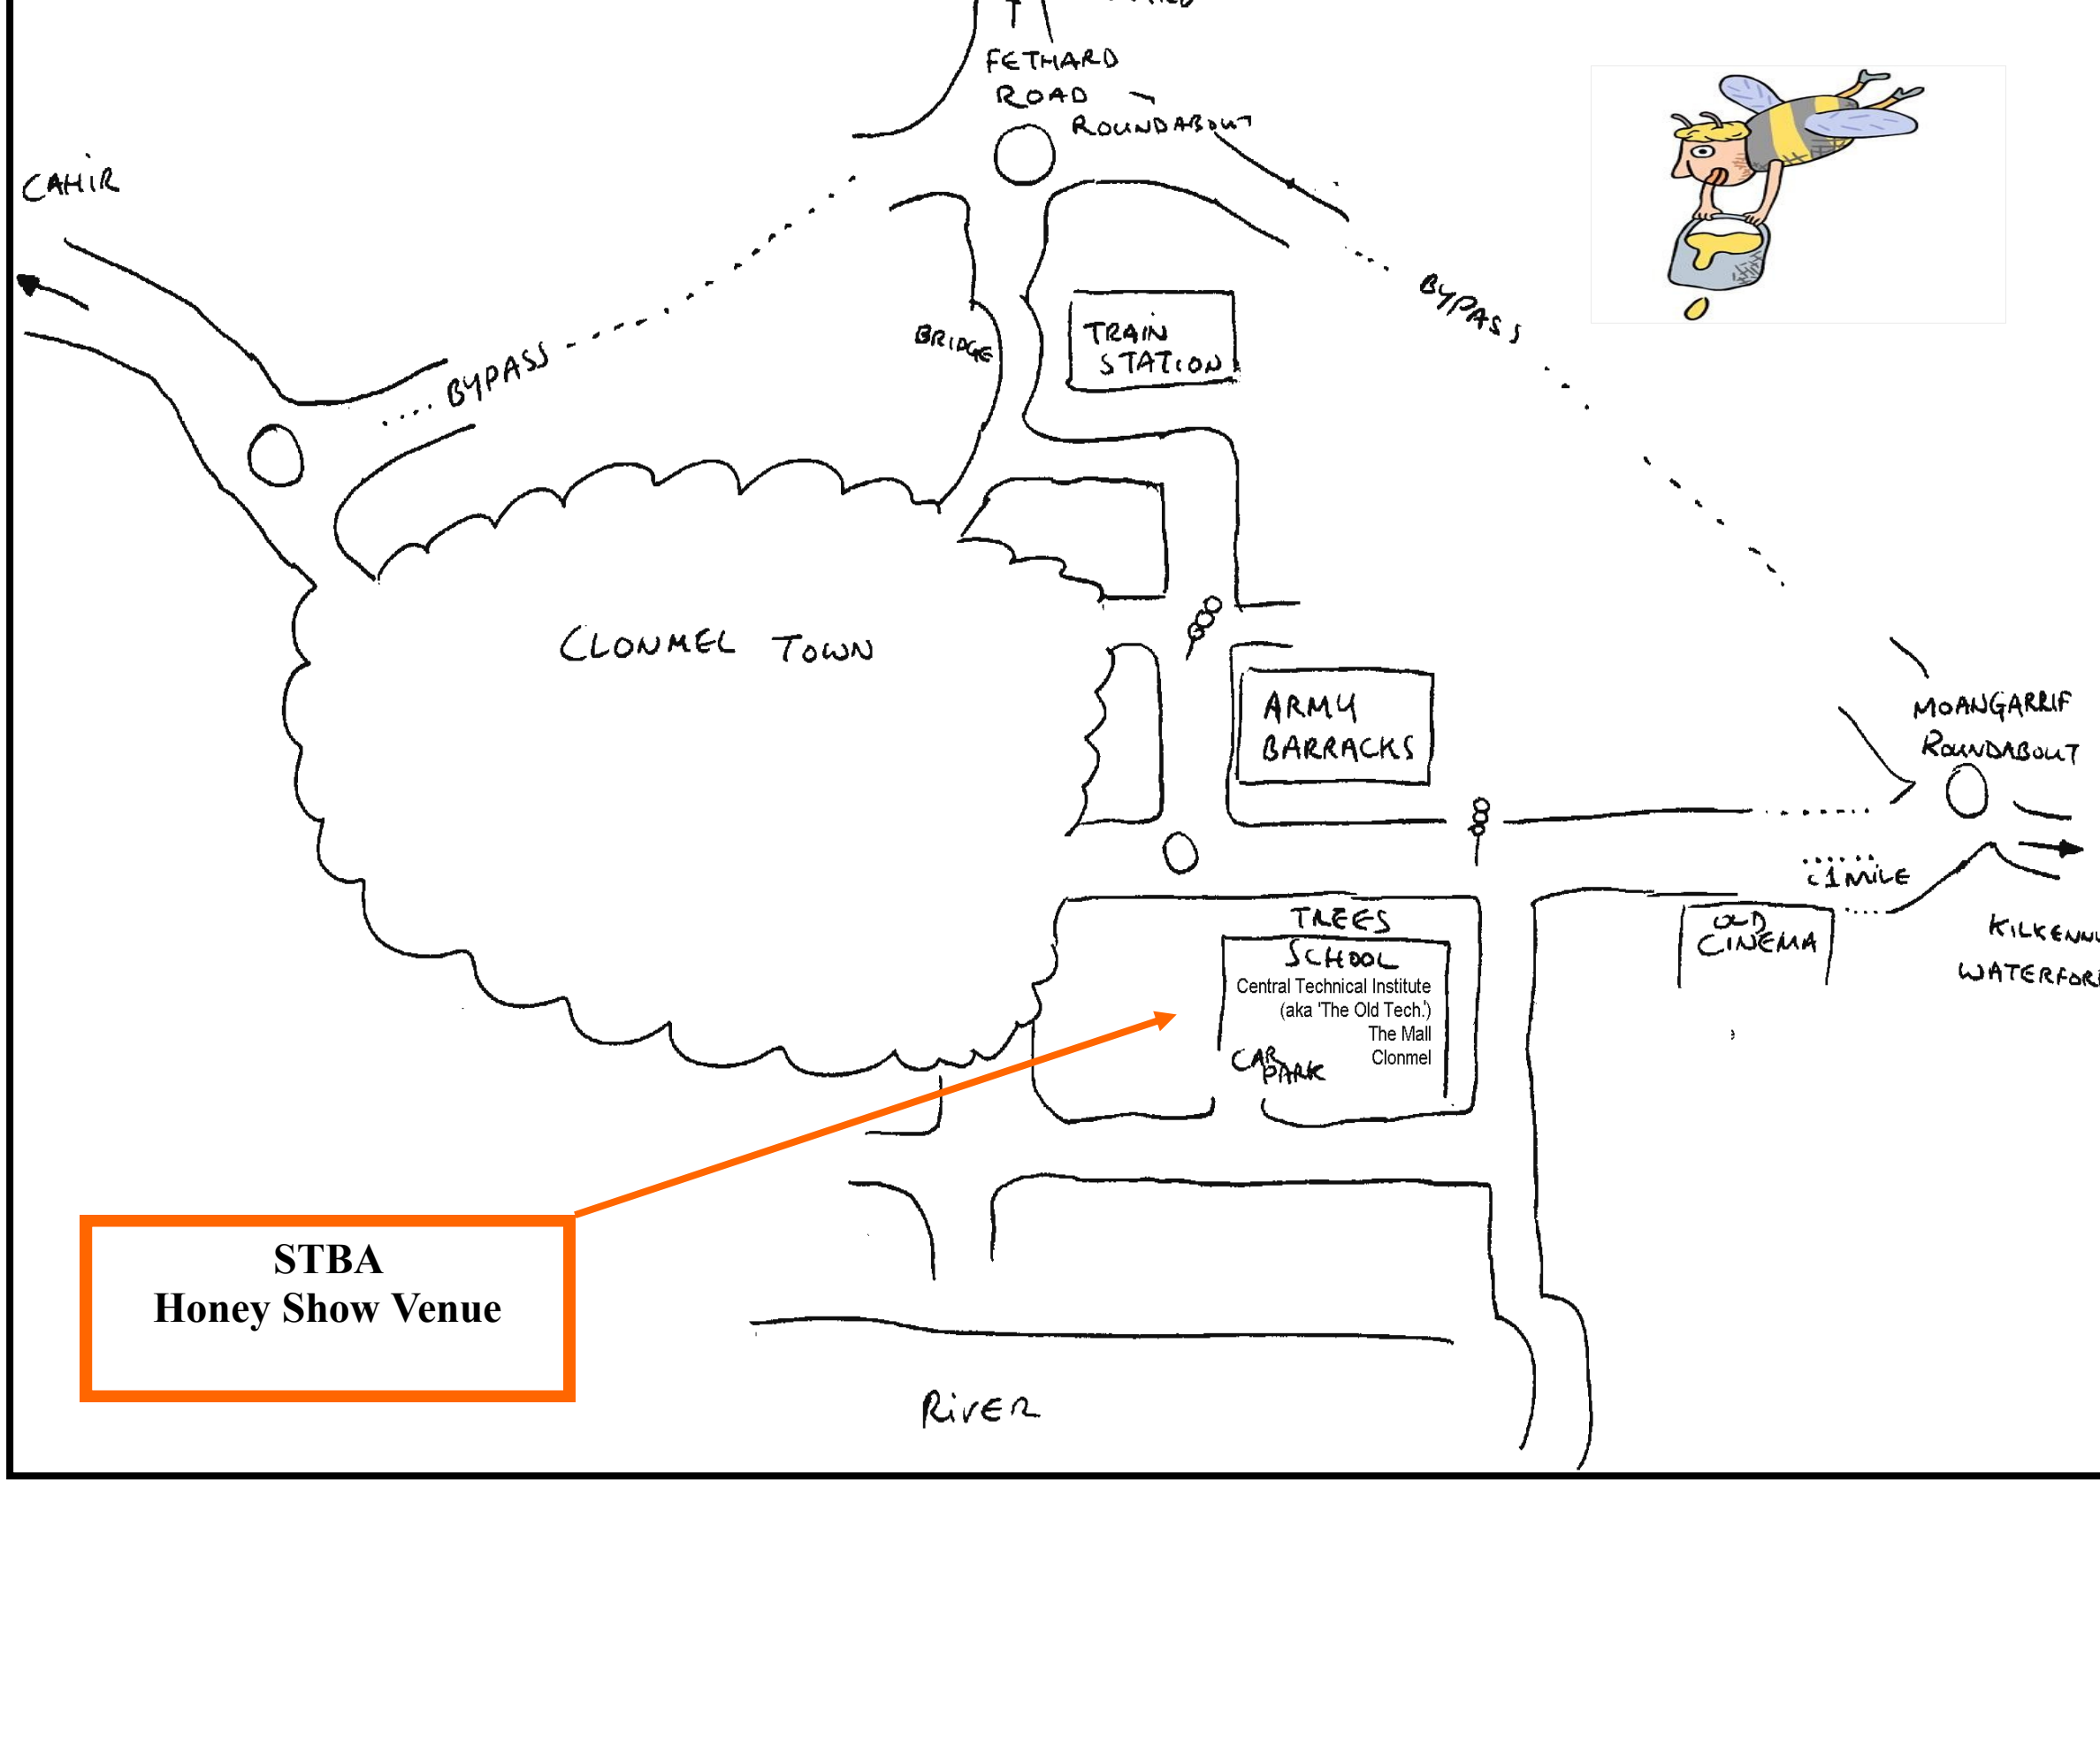 FETHARD
ROAD
ROUNDABOUT
CAHIR
BYPASS
BRIDGE
TRAIN
STATION
BYPASS
CLONMEL TOWN
ARMY
BARRACKS
MOANGARRIF
ROUNDABOUT
<1 MILE
TREES
SCHOOL
Central Technical Institute
(aka 'The Old Tech.')
The Mall
Clonmel
CAR
PARK
OLD
CINEMA
STBA
Honey Show Venue
RIVER